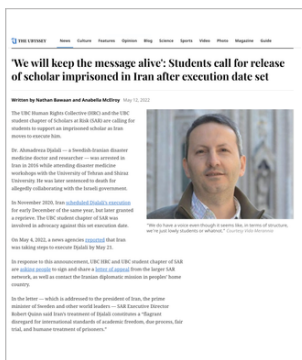 THE UBYSSEY
News Culture Features Opinion Blog Science Sports Video Photo Magazine Guide
'We will keep the message alive': Students call for release
of scholar imprisoned in Iran after execution date set
Written by Nathan Bawaan and Anabella McElroy May 12, 2022
The UBC Human Rights Collective (HRC) and the UBC
student chapter of Scholars at Risk (SAR) are calling for
students to support an imprisoned scholar as Iran
moves to execute him.
Dr. Ahmadreza Djalali — a Swedish-Iranian disaster
medicine doctor and researcher — was arrested in
Iran in 2016 while attending disaster medicine
workshops with the University of Tehran and Shiraz
University. He was later sentenced to death for
allegedly collaborating with the Israeli government.
In November 2020, Iran scheduled Djalali's execution
for early December of the same year, but later granted
a reprieve. The UBC student chapter of SAR was
involved in advocacy against this set execution date.
On May 4, 2022, a news agency reported that Iran
was taking steps to execute Djalali by May 21.
In response to this announcement, UBC HRC and UBC student chapter of SAR
are asking people to sign and share a letter of appeal from the larger SAR
network, as well as contact the Iranian diplomatic mission in peoples' home
country.
In the letter — which is addressed to the president of Iran, the prime
minister of Sweden and other world leaders — SAR Executive Director
Robert Quinn said Iran's treatment of Djalali constitutes a "flagrant
disregard for international standards of academic freedom, due process, fair
trial, and humane treatment of prisoners."
"We do have a voice even though it seems like, in terms of structure,
we're just lowly students or whatnot." Courtesy Vida Mehrannia